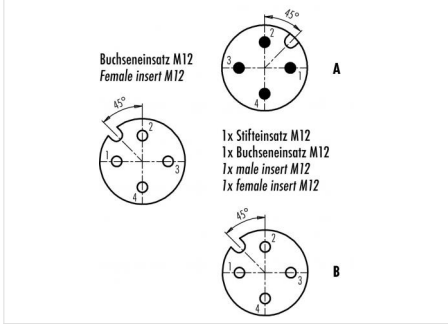 45°
2
3
1
4
A
Buchseneinsatz M12
Female insert M12
45°
2
1
3
4
1x Stifteinsatz M12
1x Buchseneinsatz M12
1x male insert M12
1x female insert M12
45°
2
1
3
4
B